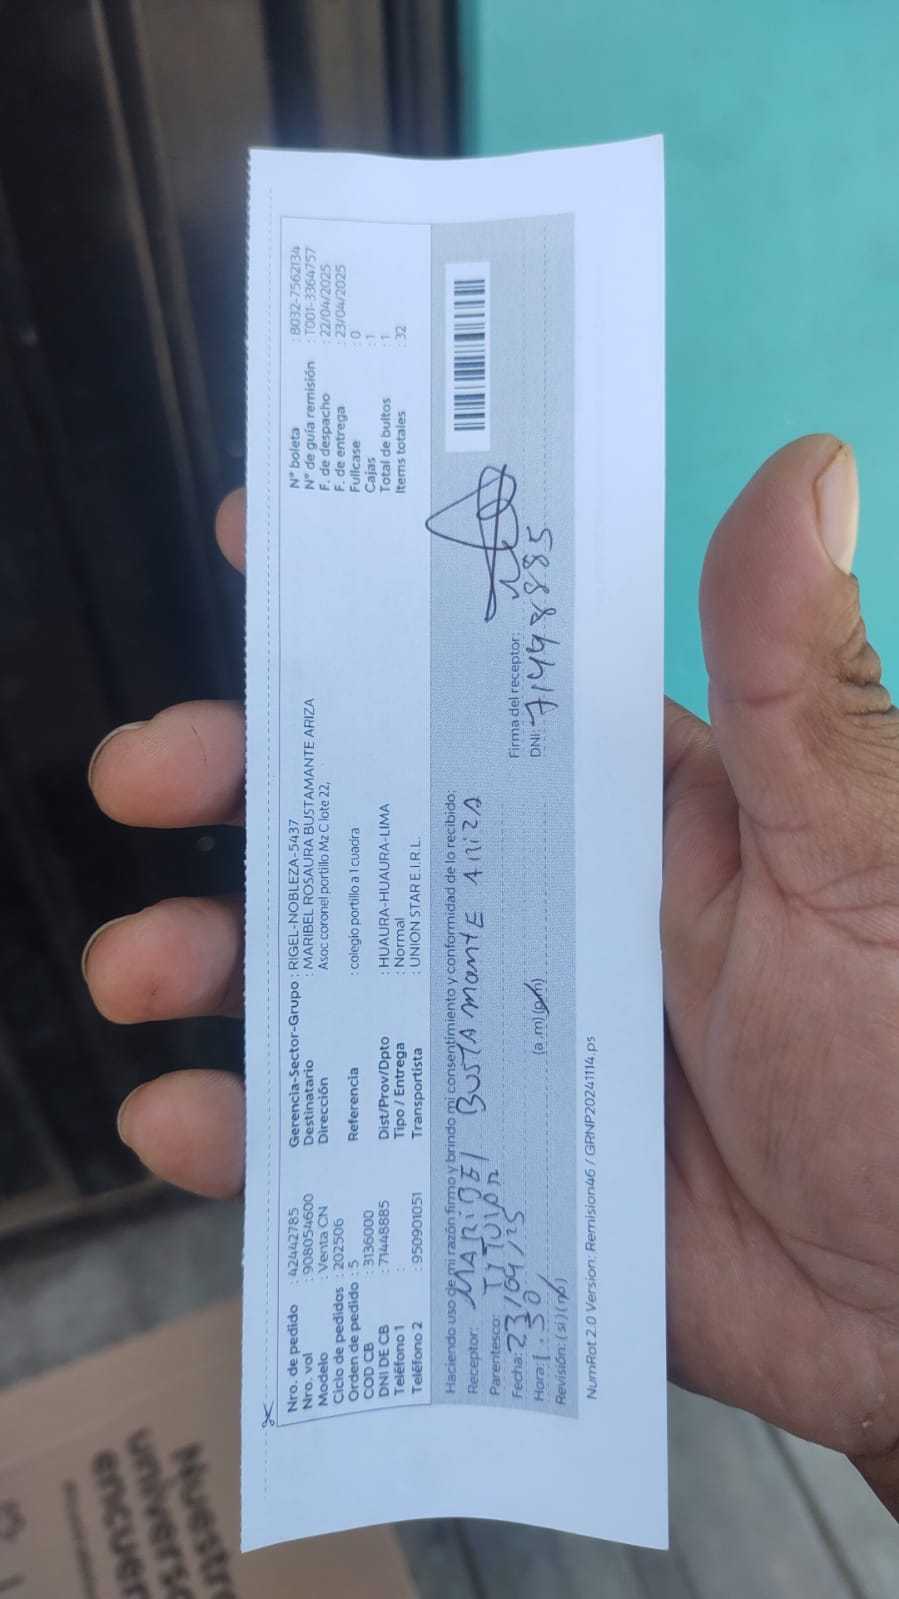 Nro. de pedido : 42442785
Nro. vol : 908054600
Modelo : Venta CN
Ciclo de pedidos : 202506
Orden de pedido : 5
COD CB : 3136000
DNI DE CB : 71448885
Teléfono 1 :
Teléfono 2 : 950901051
Gerencia-Sector-Grupo : RIGEL-NOBLEZA-5437
Destinatario : MARIBEL ROSAURA BUSTAMANTE ARIZA
Dirección Asoc coronel portillo Mz C lote 22,
Referencia : colegio portillo a 1 cuadra
Dist/Prov/Dpto : HUAURA-HUAURA-LIMA
Tipo / Entrega : Normal
Transportista : UNION STAR E.I.R.L.
N° boleta : B032-7562134
N° de guía remisión : T001-3364757
F. de despacho : 22/04/2025
F. de entrega : 23/04/2025
Fullcase : 0
Cajas : 1
Total de bultos : 1
Items totales : 32
Haciendo uso de mi razón firmo y brindo mi consentimiento y conformidad de lo recibido;
Receptor: MARIBEl BUSTAMANTE ARIZA
Parentesco: TITULAR
Fecha: 23/04/25
Hora: 1:30 (a.m) (p.m)
Revisión: (si) (no)
Firma del receptor:
DNI: 71448885
NumRot 2.0 Version: Remision46 / GRNP20241114.ps
Nuestr
univers
encuen